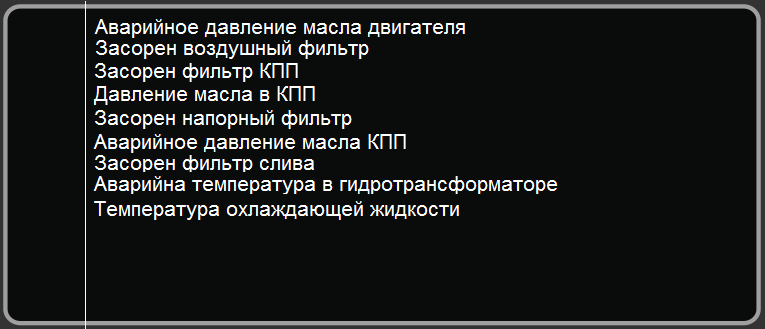 Аварийное давление масла двигателя
Засорен воздушный фильтр
Засорен фильтр КПП
Давление масла в КПП
Засорен напорный фильтр
Аварийное давление масла КПП
Засорен фильтр слива
Аварийна температура в гидротрансформаторе
Температура охлаждающей жидкости